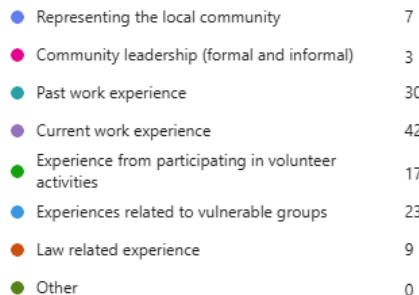 Representing the local community 7
Community leadership (formal and informal) 3
Past work experience 30
Current work experience 42
Experience from participating in volunteer
activities 17
Experiences related to vulnerable groups 23
Law related experience 9
Other 0